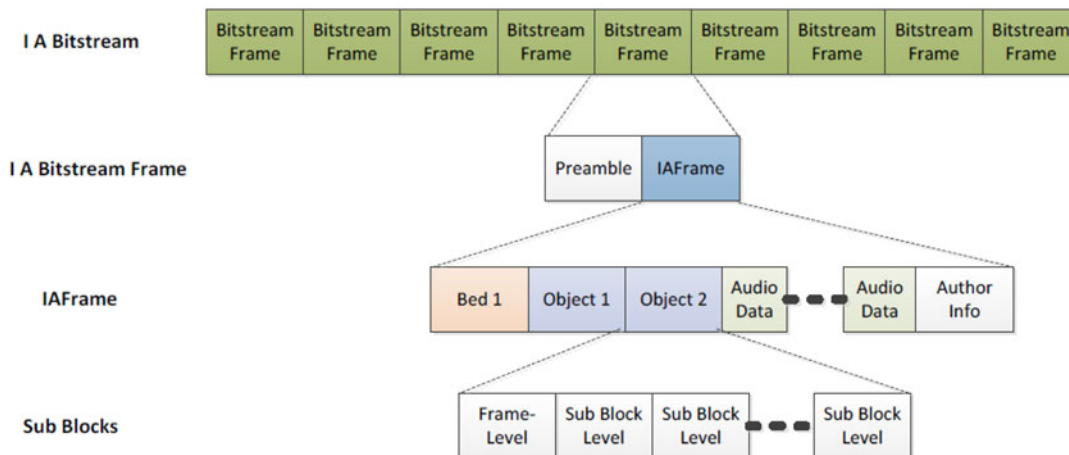 I A Bitstream
Bitstream Frame Bitstream Frame Bitstream Frame Bitstream Frame Bitstream Frame Bitstream Frame Bitstream Frame Bitstream Frame Bitstream Frame
I A Bitstream Frame
Preamble IAFrame
IAFrame
Bed 1 Object 1 Object 2 Audio Data Audio Data Author Info
Sub Blocks
Frame-Level Sub Block Level Sub Block Level Sub Block Level